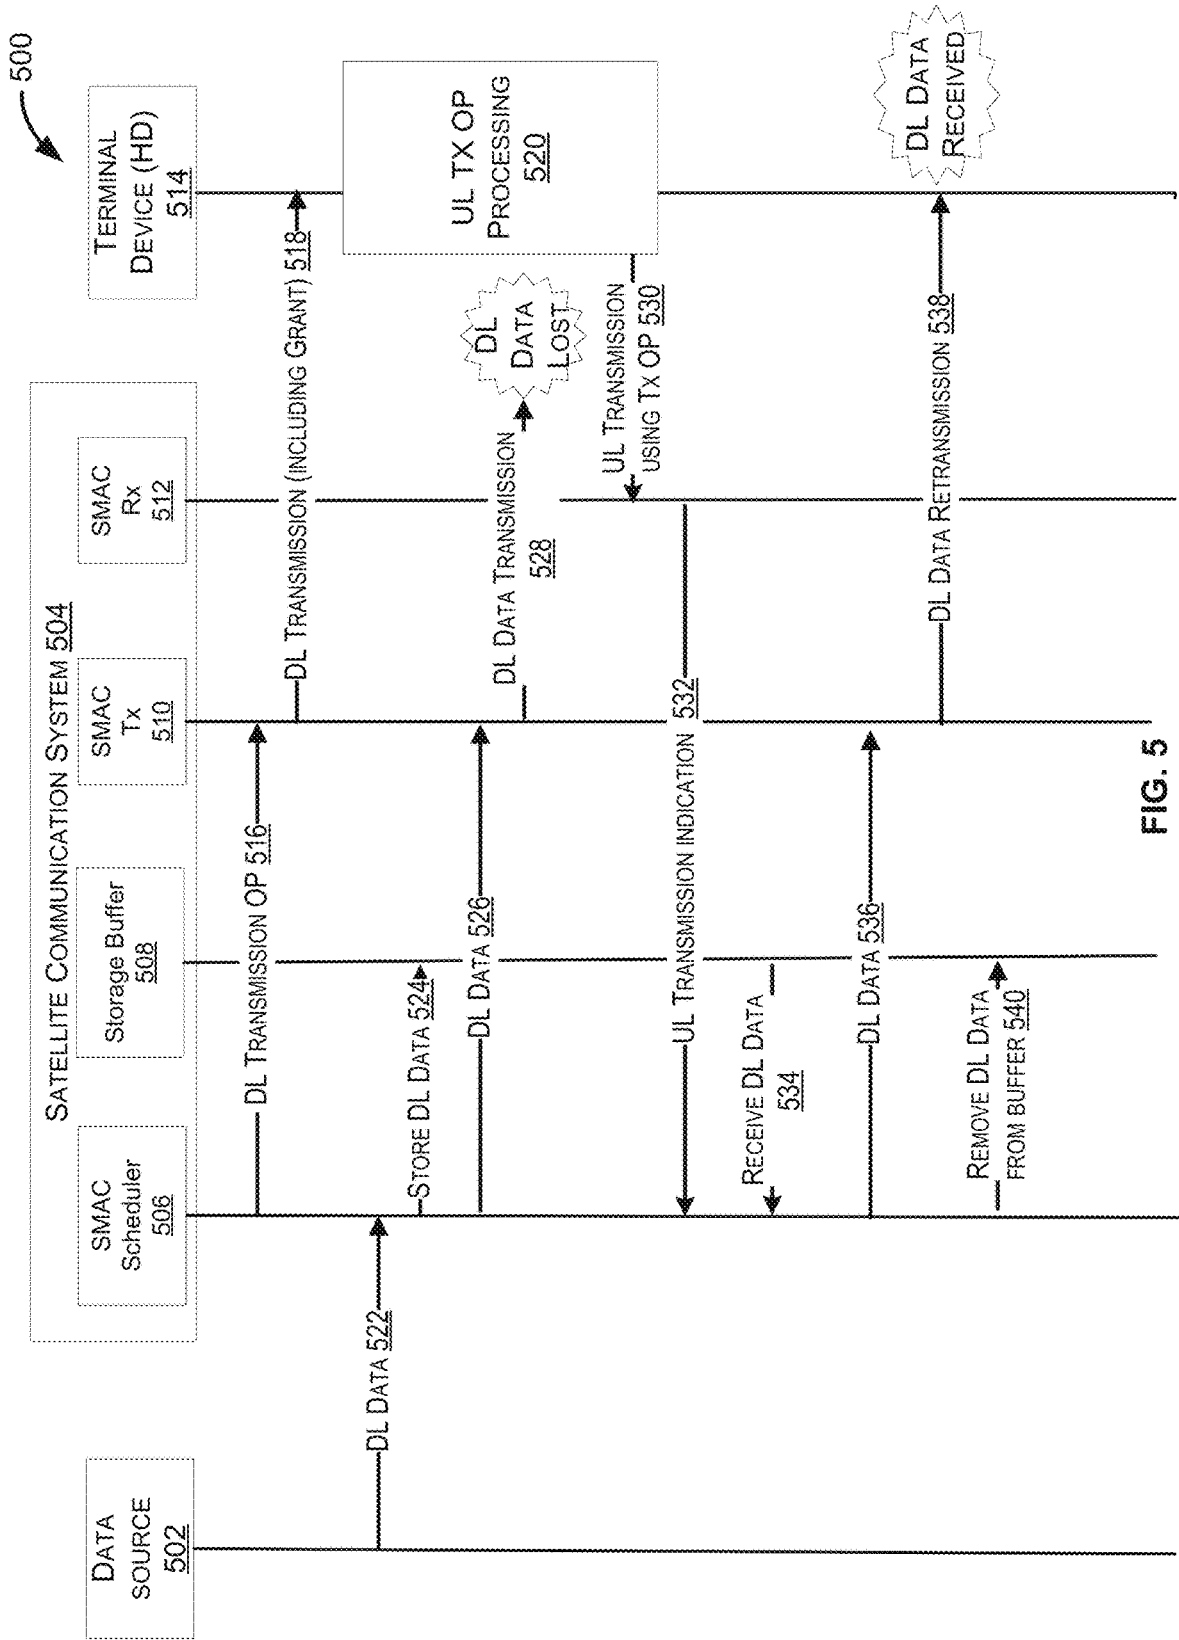 500
DATA
SOURCE
502
SATELLITE COMMUNICATION SYSTEM 504
SMAC
Scheduler
506
Storage Buffer
508
SMAC
TX
510
SMAC
RX
512
TERMINAL
DEVICE (HD)
514
DL TRANSMISSION OP 516
DL TRANSMISSION (INCLUDING GRANT) 518
UL TX OP
PROCESSING
520
DL DATA 522
STORE DL DATA 524
DL DATA 526
DL DATA TRANSMISSION
528
DL
DATA
LOST
UL TRANSMISSION
USING TX OP 530
UL TRANSMISSION INDICATION 532
RECEIVE DL DATA
534
DL DATA 536
DL DATA RETRANSMISSION 538
DL DATA
RECEIVED
REMOVE DL DATA
FROM BUFFER 540
FIG. 5